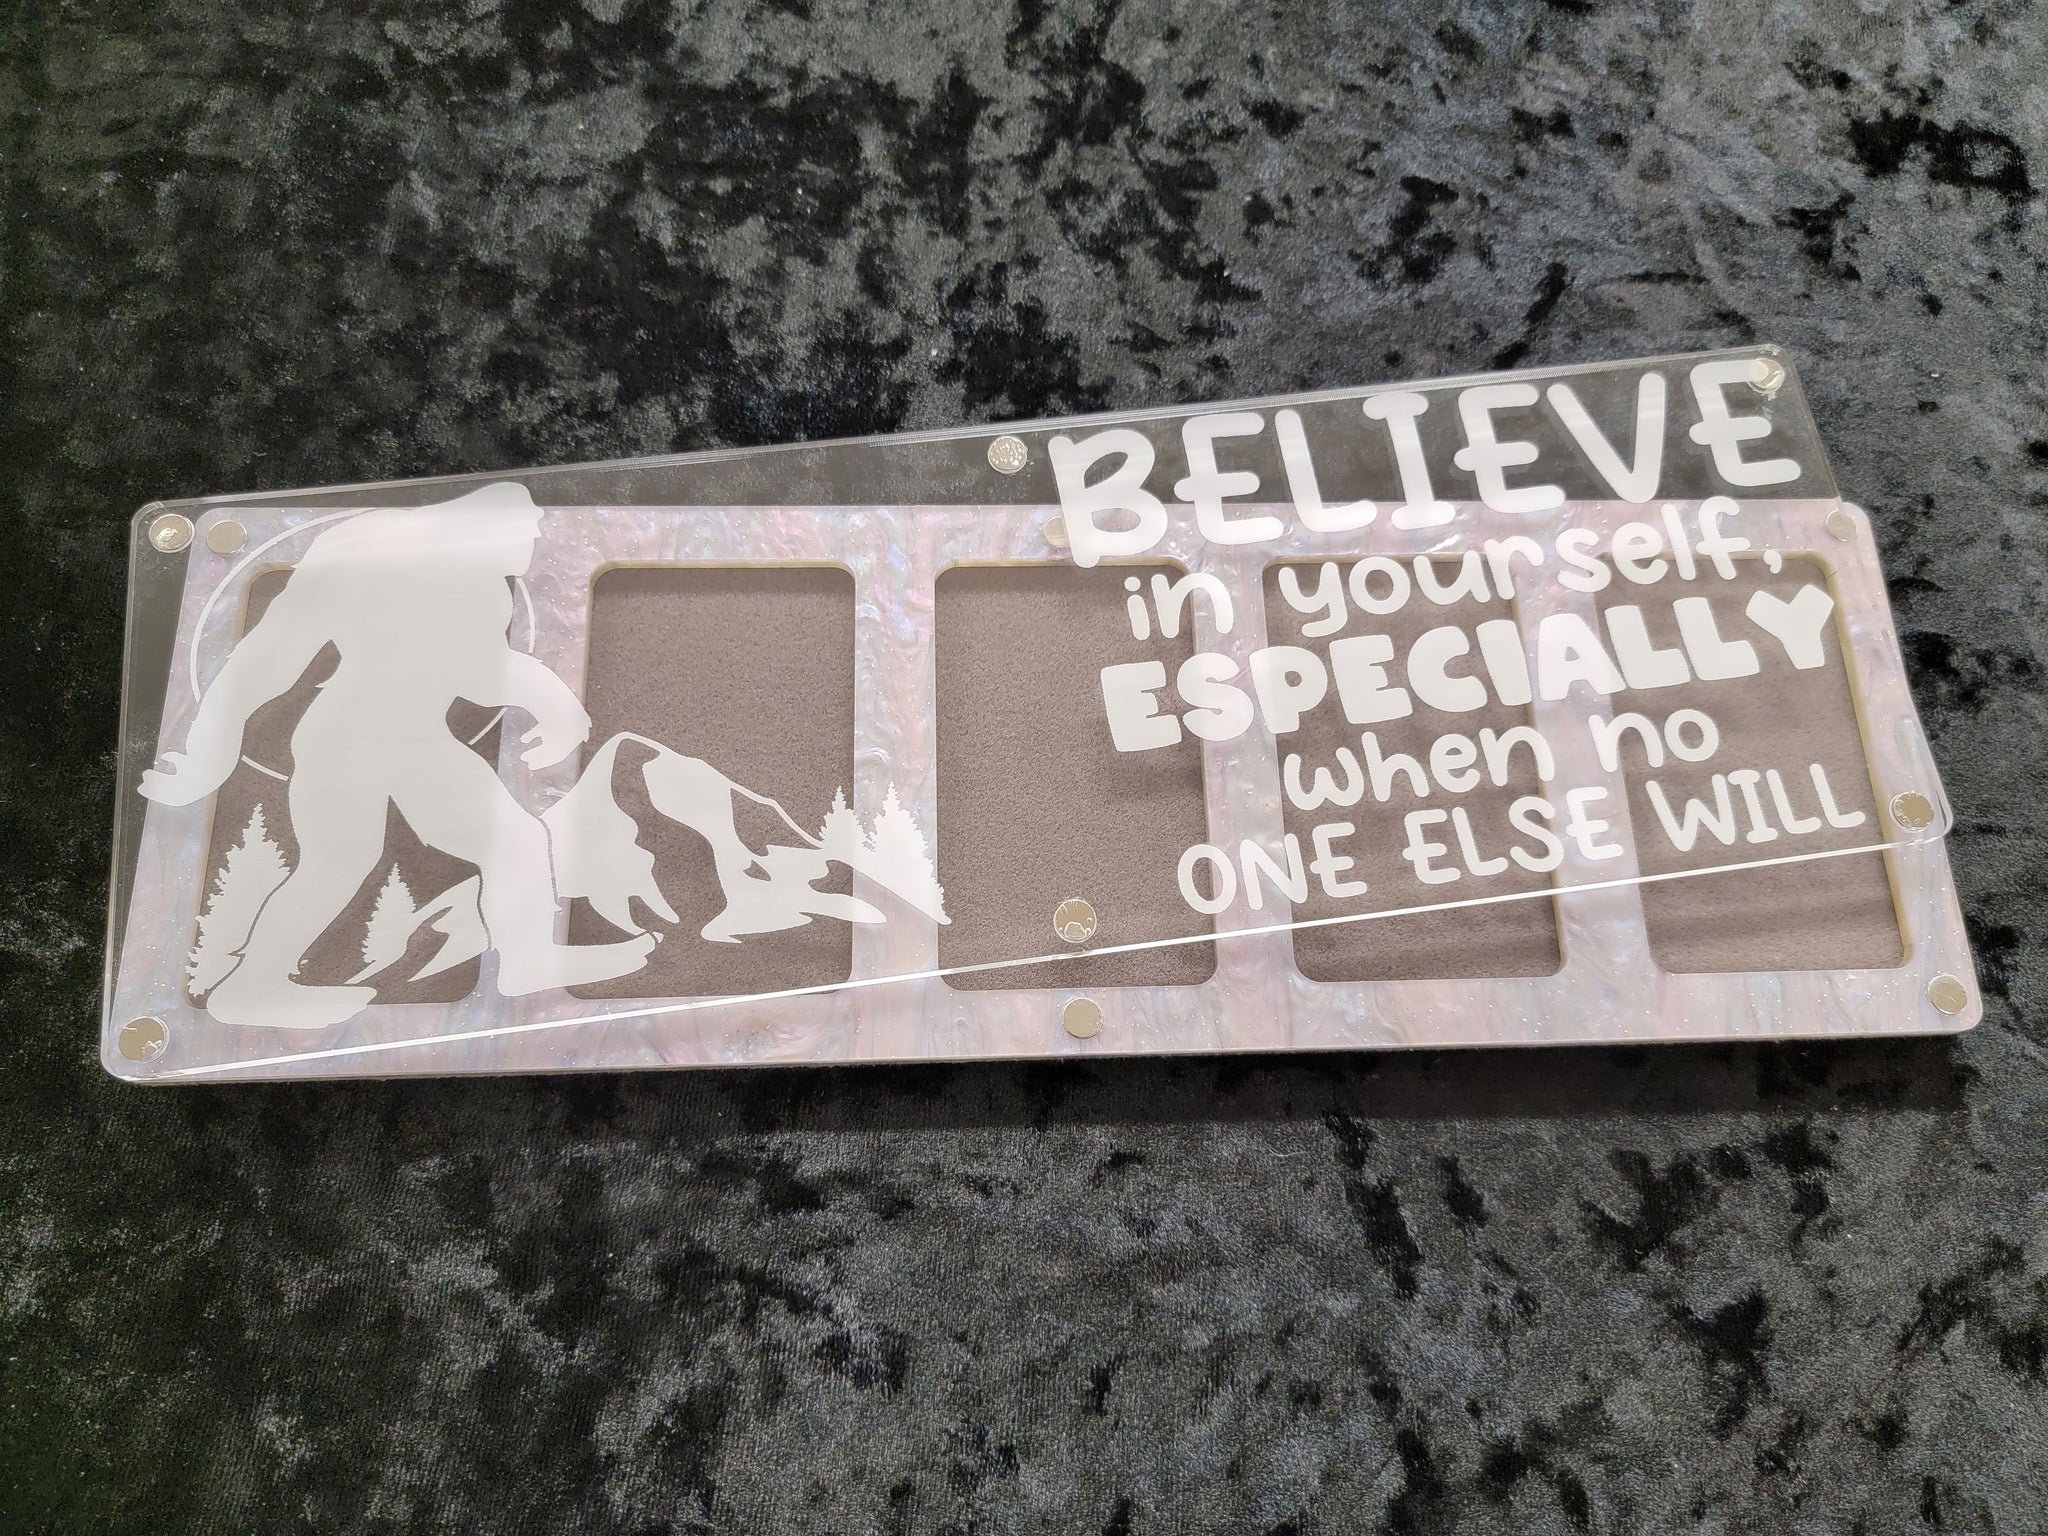 BELIEVE
in yourself,
ESPECIALLY
when no
ONE ELSE WILL